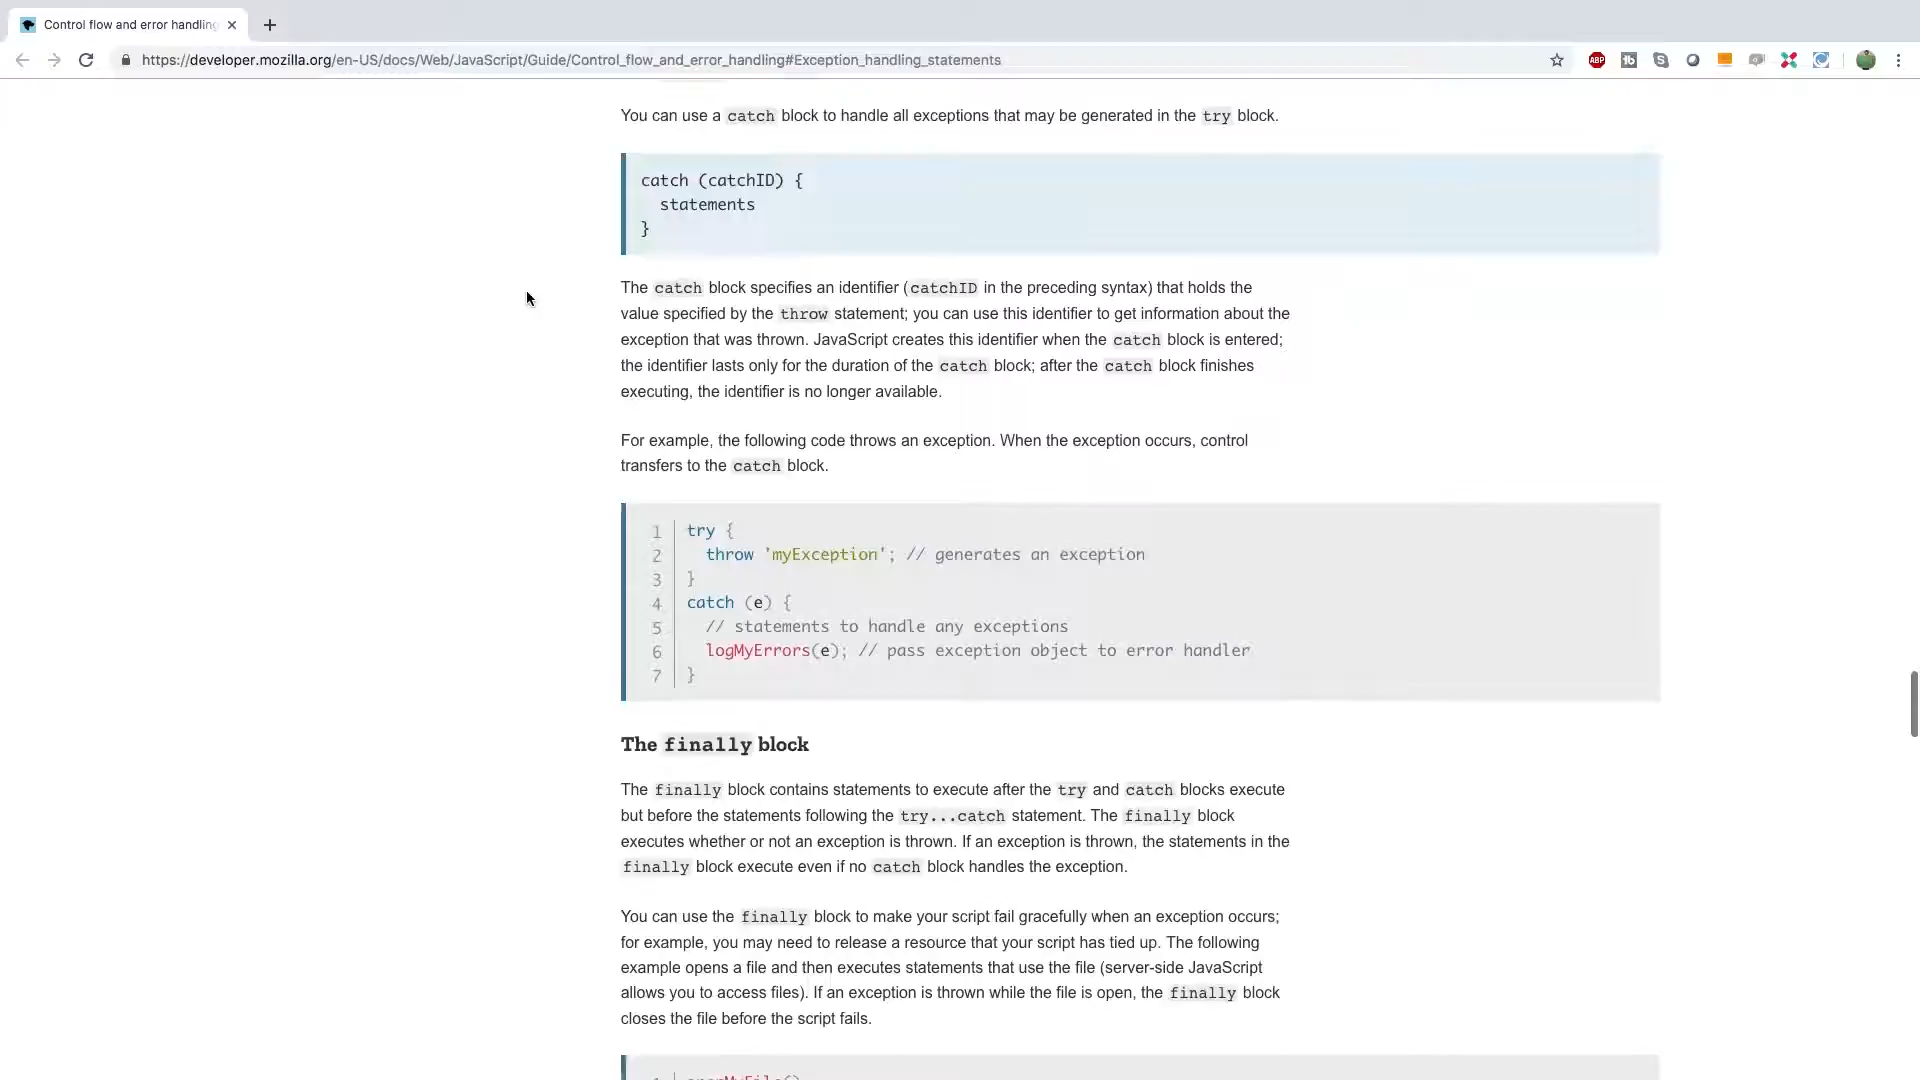 Control flow and error handling
https://developer.mozilla.org/en-US/docs/Web/JavaScript/Guide/Control_flow_and_error_handling#Exception_handling_statements
ABP
You can use a catch block to handle all exceptions that may be generated in the try block.
catch (catchID) {
  statements
}
The catch block specifies an identifier (catchID in the preceding syntax) that holds the
value specified by the throw statement; you can use this identifier to get information about the
exception that was thrown. JavaScript creates this identifier when the catch block is entered;
the identifier lasts only for the duration of the catch block; after the catch block finishes
executing, the identifier is no longer available.
For example, the following code throws an exception. When the exception occurs, control
transfers to the catch block.
1 try {
2   throw 'myException'; // generates an exception
3 }
4 catch (e) {
5   // statements to handle any exceptions
6   logMyErrors(e); // pass exception object to error handler
7 }
The finally block
The finally block contains statements to execute after the try and catch blocks execute
but before the statements following the try...catch statement. The finally block
executes whether or not an exception is thrown. If an exception is thrown, the statements in the
finally block execute even if no catch block handles the exception.
You can use the finally block to make your script fail gracefully when an exception occurs;
for example, you may need to release a resource that your script has tied up. The following
example opens a file and then executes statements that use the file (server-side JavaScript
allows you to access files). If an exception is thrown while the file is open, the finally block
closes the file before the script fails.